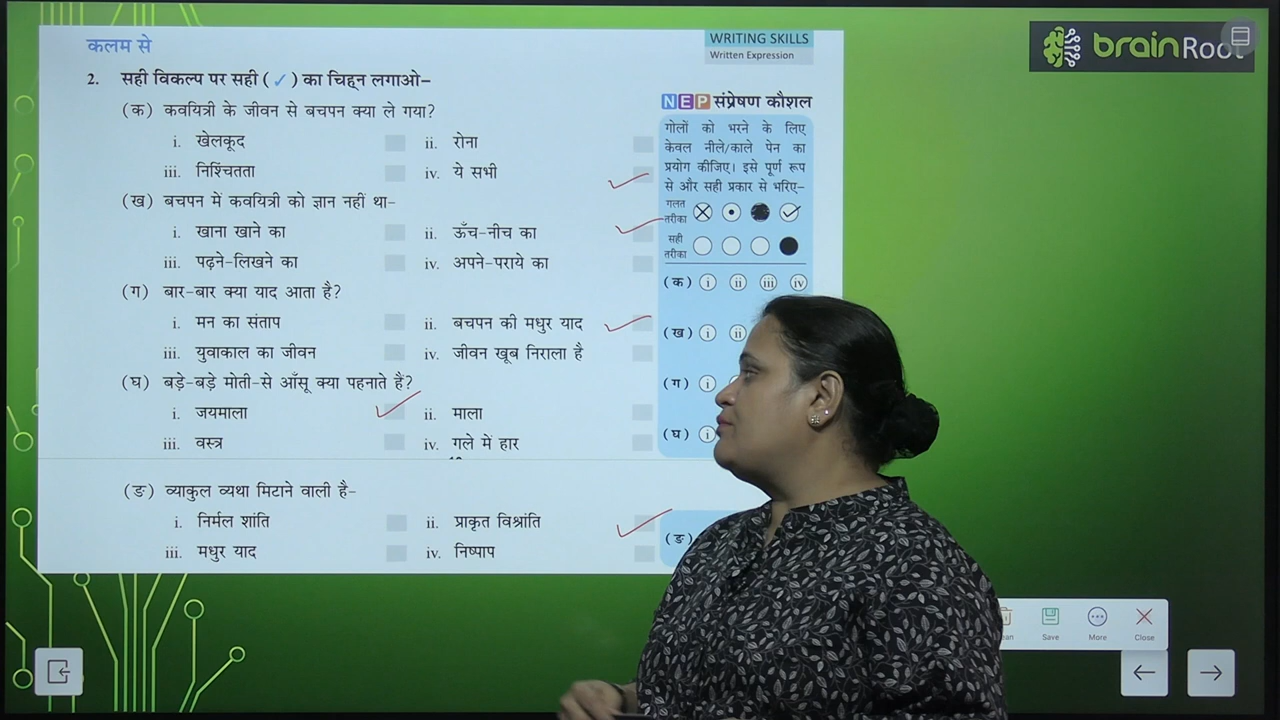 कलम से
WRITING SKILLS
Written Expression
brainRoot
2. सही विकल्प पर सही (✓) का चिह्न लगाओ–
(क) कवयित्री के जीवन से बचपन क्या ले गया?
i. खेलकूद ii. रोना
iii. निश्चिंतता iv. ये सभी
(ख) बचपन में कवयित्री को ज्ञान नहीं था-
i. खाना खाने का ii. ऊँच-नीच का
iii. पढ़ने-लिखने का iv. अपने-पराये का
(ग) बार-बार क्या याद आता है?
i. मन का संताप ii. बचपन की मधुर याद
iii. युवाकाल का जीवन iv. जीवन खूब निराला है
(घ) बड़े-बड़े मोती-से आँसू क्या पहनाते हैं?
i. जयमाला ii. माला
iii. वस्त्र iv. गले में हार
(ङ) व्याकुल व्यथा मिटाने वाली है-
i. निर्मल शांति ii. प्राकृत विश्रांति
iii. मधुर याद iv. निष्पाप
NEP संप्रेषण कौशल
गोलों को भरने के लिए
केवल नीले/काले पेन का
प्रयोग कीजिए। इसे पूर्ण रूप
से और सही प्रकार से भरिए–
गलत
तरीका
सही
तरीका
(क) i ii iii iv
(ख) i ii
(ग) i
(घ) i
(ङ)
Save More Close